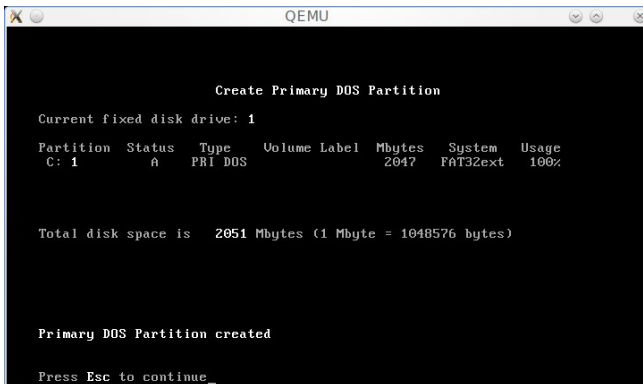 QEMU
Create Primary DOS Partition
Current fixed disk drive: 1
Partition Status Type Volume Label Mbytes System Usage
C: 1 A PRI DOS 2047 FAT32ext 100%
Total disk space is 2051 Mbytes (1 Mbyte = 1048576 bytes)
Primary DOS Partition created
Press Esc to continue_